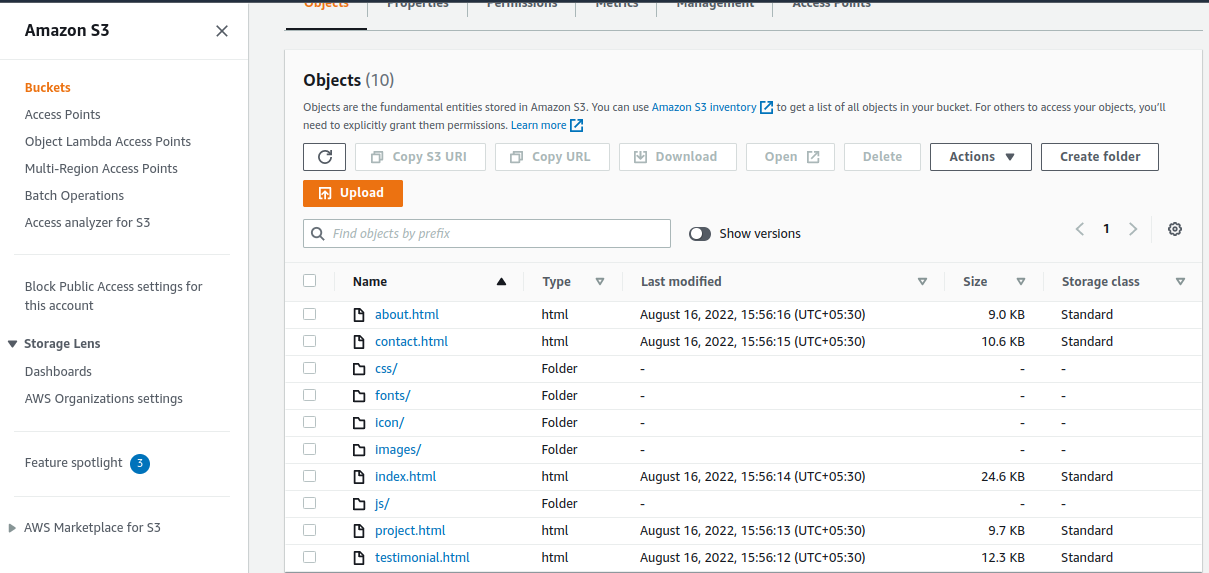 Amazon S3
Buckets
Access Points
Object Lambda Access Points
Multi-Region Access Points
Batch Operations
Access analyzer for S3
Block Public Access settings for
this account
Storage Lens
Dashboards
AWS Organizations settings
Feature spotlight 3
AWS Marketplace for S3
Objects Properties Permissions Metrics Management Access Points
Objects (10)
Objects are the fundamental entities stored in Amazon S3. You can use Amazon S3 inventory to get a list of all objects in your bucket. For others to access your objects, you'll
need to explicitly grant them permissions. Learn more
Copy S3 URI Copy URL Download Open Delete Actions Create folder
Upload
Find objects by prefix Show versions 1
Name Type Last modified Size Storage class
about.html html August 16, 2022, 15:56:16 (UTC+05:30) 9.0 KB Standard
contact.html html August 16, 2022, 15:56:15 (UTC+05:30) 10.6 KB Standard
css/ Folder - - -
fonts/ Folder - - -
icon/ Folder - - -
images/ Folder - - -
index.html html August 16, 2022, 15:56:14 (UTC+05:30) 24.6 KB Standard
js/ Folder - - -
project.html html August 16, 2022, 15:56:13 (UTC+05:30) 9.7 KB Standard
testimonial.html html August 16, 2022, 15:56:12 (UTC+05:30) 12.3 KB Standard